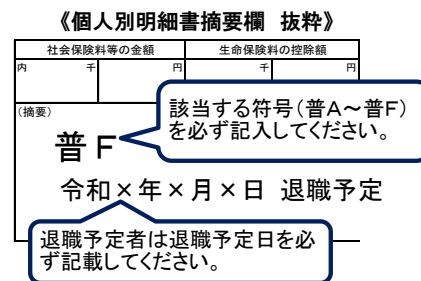 《個人別明細書摘要欄 抜粋》
社会保険料等の金額 生命保険料の控除額
内 千 円 千 円
(摘要)
該当する符号(普A～普F)
を必ず記入してください。
普F
令和×年×月×日 退職予定
退職予定者は退職予定日を必
ず記載してください。